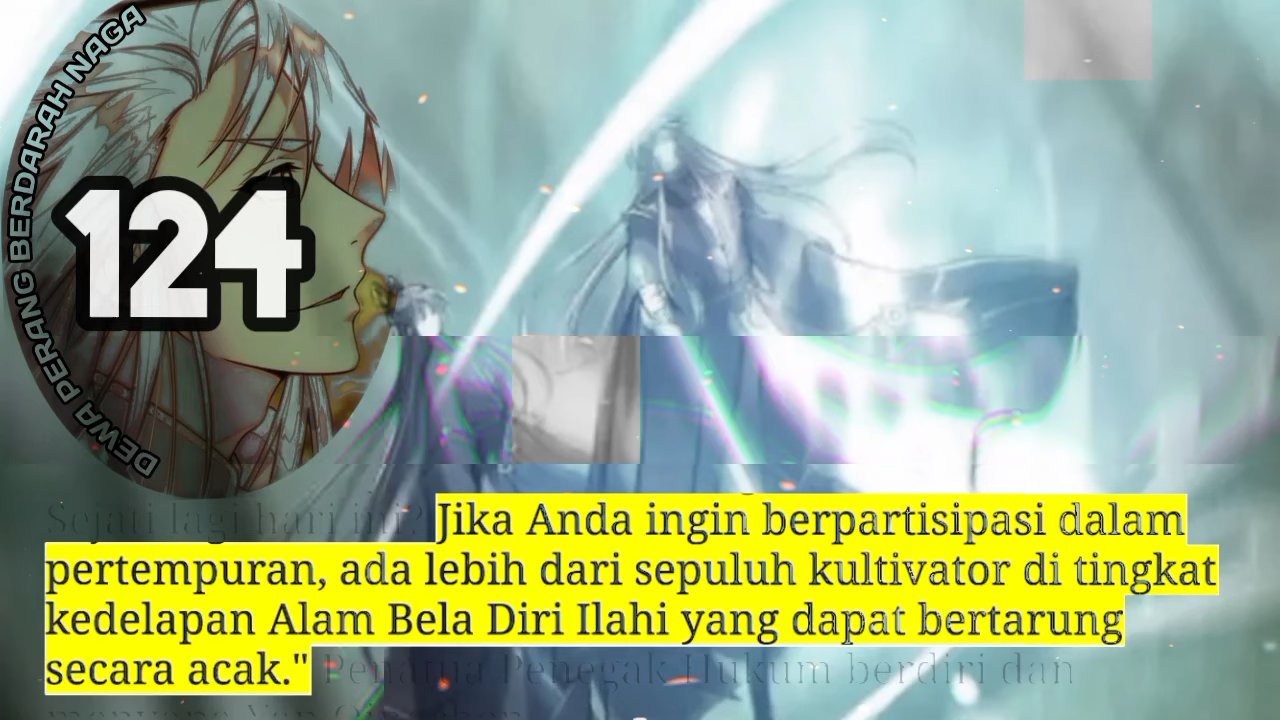 DEWA PERANG BERDARAH NAGA
124
Sejati lagi hari ini? Jika Anda ingin berpartisipasi dalam
pertempuran, ada lebih dari sepuluh kultivator di tingkat
kedelapan Alam Bela Diri Ilahi yang dapat bertarung
secara acak." Penatua Penegak Hukum berdiri dan